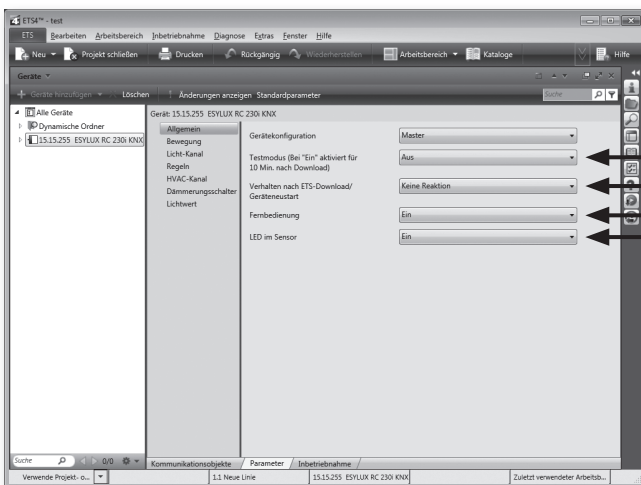 ETS4™ - test
ETS Bearbeiten Arbeitsbereich Inbetriebnahme Diagnose Extras Fenster Hilfe
Neu Projekt schließen Drucken Rückgängig Wiederherstellen Arbeitsbereich Kataloge Hilfe
Geräte
Geräte hinzufügen Löschen Änderungen anzeigen Standardparameter Suche
Alle Geräte
Dynamische Ordner
15.15.255 ESYLUX RC 230i KNX
Gerät: 15.15.255 ESYLUX RC 230i KNX
Allgemein
Bewegung
Licht-Kanal
Regeln
HVAC-Kanal
Dämmerungsschalter
Lichtwert
Gerätekonfiguration Master
Testmodus (Bei "Ein" aktiviert für
10 Min. nach Download) Aus
Verhalten nach ETS-Download/
Geräteneustart Keine Reaktion
Fernbedienung Ein
LED im Sensor Ein
Suche 0/0
Kommunikationsobjekte Parameter Inbetriebnahme
Verwende Projekt- o... 1.1 Neue Linie 15.15.255 ESYLUX RC 230i KNX Zuletzt verwendeter Arbeitsb...